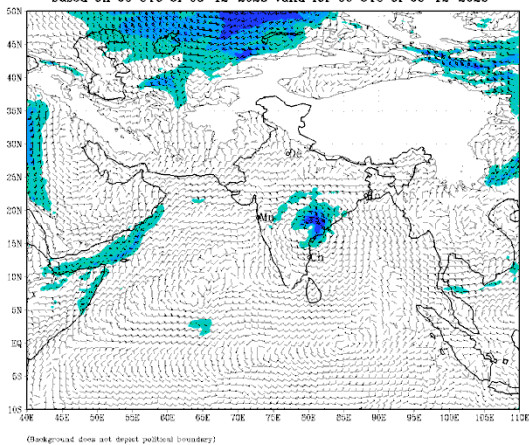 50N
45N
40N
35N
30N
25N
20N
15N
10N
5N
EQ
5S
10S
40E 45E 50E 55E 60E 65E 70E 75E 80E 85E 90E 95E 100E 105E 110E
De
Mu
Ch
(Background does not depict political boundary)